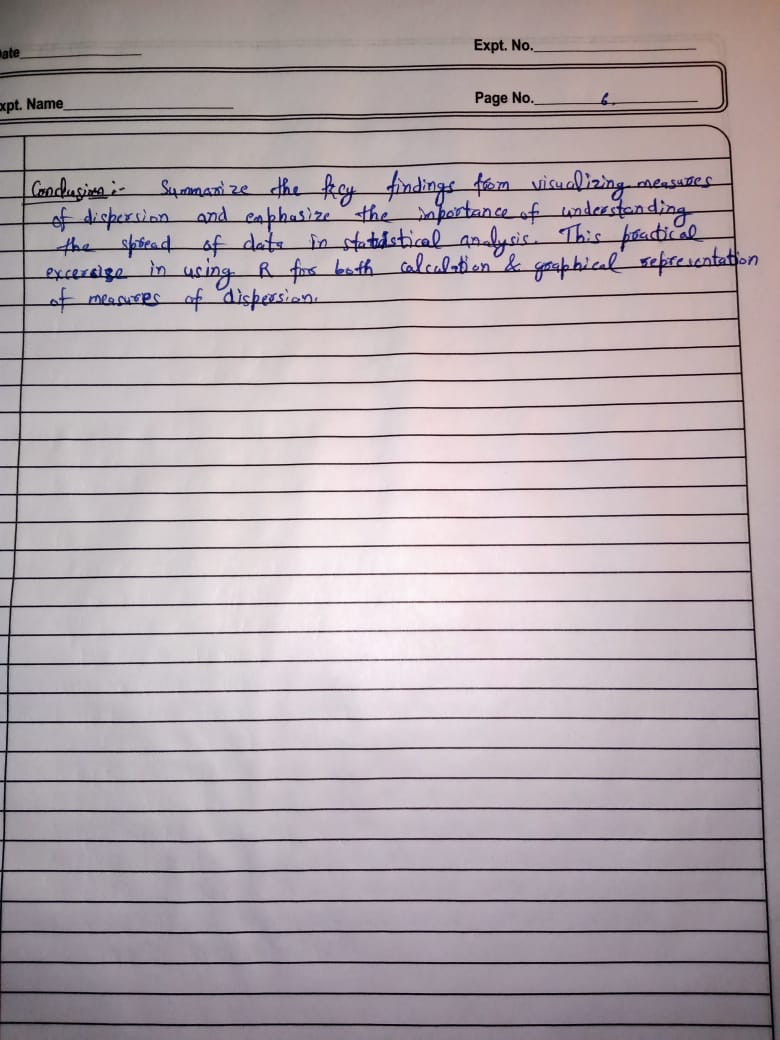 ate
Expt. No.
xpt. Name
Page No. 6.
Conclusion :- Summarize the key findings from visualizing measures
of dispersion and enphasize the importance of understanding
the spread of data in statistical analysis. This practical
excersise in using R for both calculation & graphical representation
of measures of dispersion.